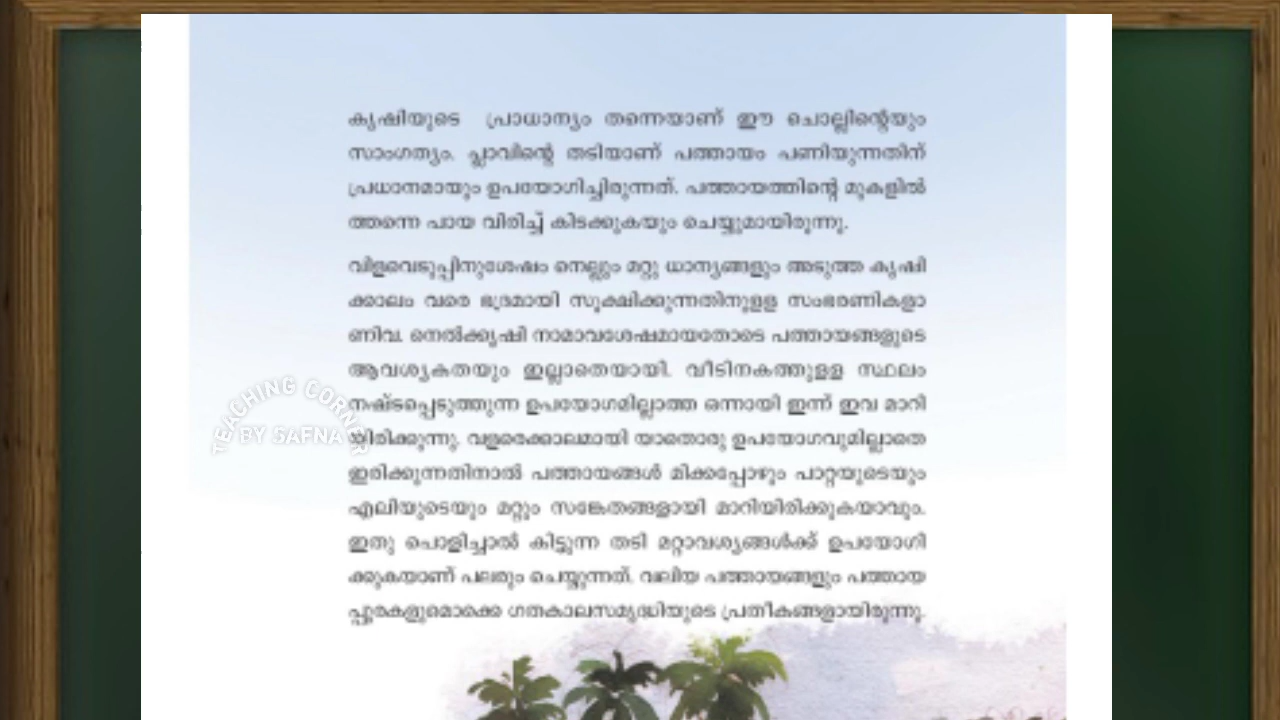 കൃഷിയുടെ പ്രാധാന്യം തന്നെയാണ് ഈ ചൊല്ലിന്റെയും
സാംഗത്യം. പ്ലാവിന്റെ തടിയാണ് പത്തായം പണിയുന്നതിന്
പ്രധാനമായും ഉപയോഗിച്ചിരുന്നത്. പത്തായത്തിന്റെ മുകളിൽ
ത്തന്നെ പായ വിരിച്ച് കിടക്കുകയും ചെയ്യുമായിരുന്നു.
വിളവെടുപ്പിനുശേഷം നെല്ലും മറ്റു ധാന്യങ്ങളും അടുത്ത കൃഷി
ക്കാലം വരെ ഭദ്രമായി സൂക്ഷിക്കുന്നതിനുളള സംഭരണികളാ
ണിവ. നെൽക്കൃഷി നാമാവശേഷമായതോടെ പത്തായങ്ങളുടെ
ആവശ്യകതയും ഇല്ലാതെയായി. വീടിനകത്തുളള സ്ഥലം
നഷ്ടപ്പെടുത്തുന്ന ഉപയോഗമില്ലാത്ത ഒന്നായി ഇന്ന് ഇവ മാറി
യിരിക്കുന്നു. വളരെക്കാലമായി യാതൊരു ഉപയോഗവുമില്ലാതെ
ഇരിക്കുന്നതിനാൽ പത്തായങ്ങൾ മിക്കപ്പോഴും പാറ്റയുടെയും
എലിയുടെയും മറ്റും സങ്കേതങ്ങളായി മാറിയിരിക്കുകയാവും.
ഇതു പൊളിച്ചാൽ കിട്ടുന്ന തടി മറ്റാവശ്യങ്ങൾക്ക് ഉപയോഗി
ക്കുകയാണ് പലരും ചെയ്യുന്നത്. വലിയ പത്തായങ്ങളും പത്തായ
പ്പുരകളുമൊക്കെ ഗതകാലസമൃദ്ധിയുടെ പ്രതീകങ്ങളായിരുന്നു.
TEACHING CORNER
BY SAFNA